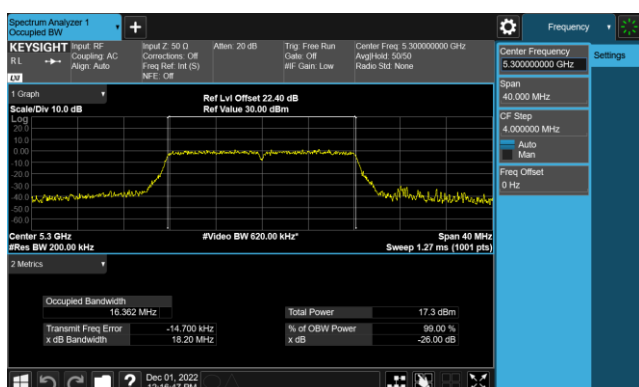 Spectrum Analyzer 1
Occupied BW
Frequency
KEYSIGHT
Input: RF
Input Z: 50 Ω
Atten: 20 dB
Trig: Free Run
Center Freq: 5.300000000 GHz
RL
Coupling: AC
Corrections: Off
Gate: Off
Avg|Hold: 50/50
Align: Auto
Freq Ref: Int (S)
#IF Gain: Low
Radio Std: None
NFE: Off
LXI
Center Frequency
5.300000000 GHz
Settings
Span
40.000 MHz
CF Step
4.000000 MHz
Auto
Man
Freq Offset
0 Hz
1 Graph
Ref Lvl Offset 22.40 dB
Scale/Div 10.0 dB
Ref Value 30.00 dBm
Log
20.0
10.0
0.00
-10.0
-20.0
-30.0
-40.0
-50.0
-60.0
Center 5.3 GHz
#Video BW 620.00 kHz*
Span 40 MHz
#Res BW 200.00 kHz
Sweep 1.27 ms (1001 pts)
2 Metrics
Occupied Bandwidth
16.362 MHz
Total Power
17.3 dBm
Transmit Freq Error
-14.700 kHz
% of OBW Power
99.00 %
x dB Bandwidth
18.20 MHz
x dB
-26.00 dB
?
Dec 01, 2022